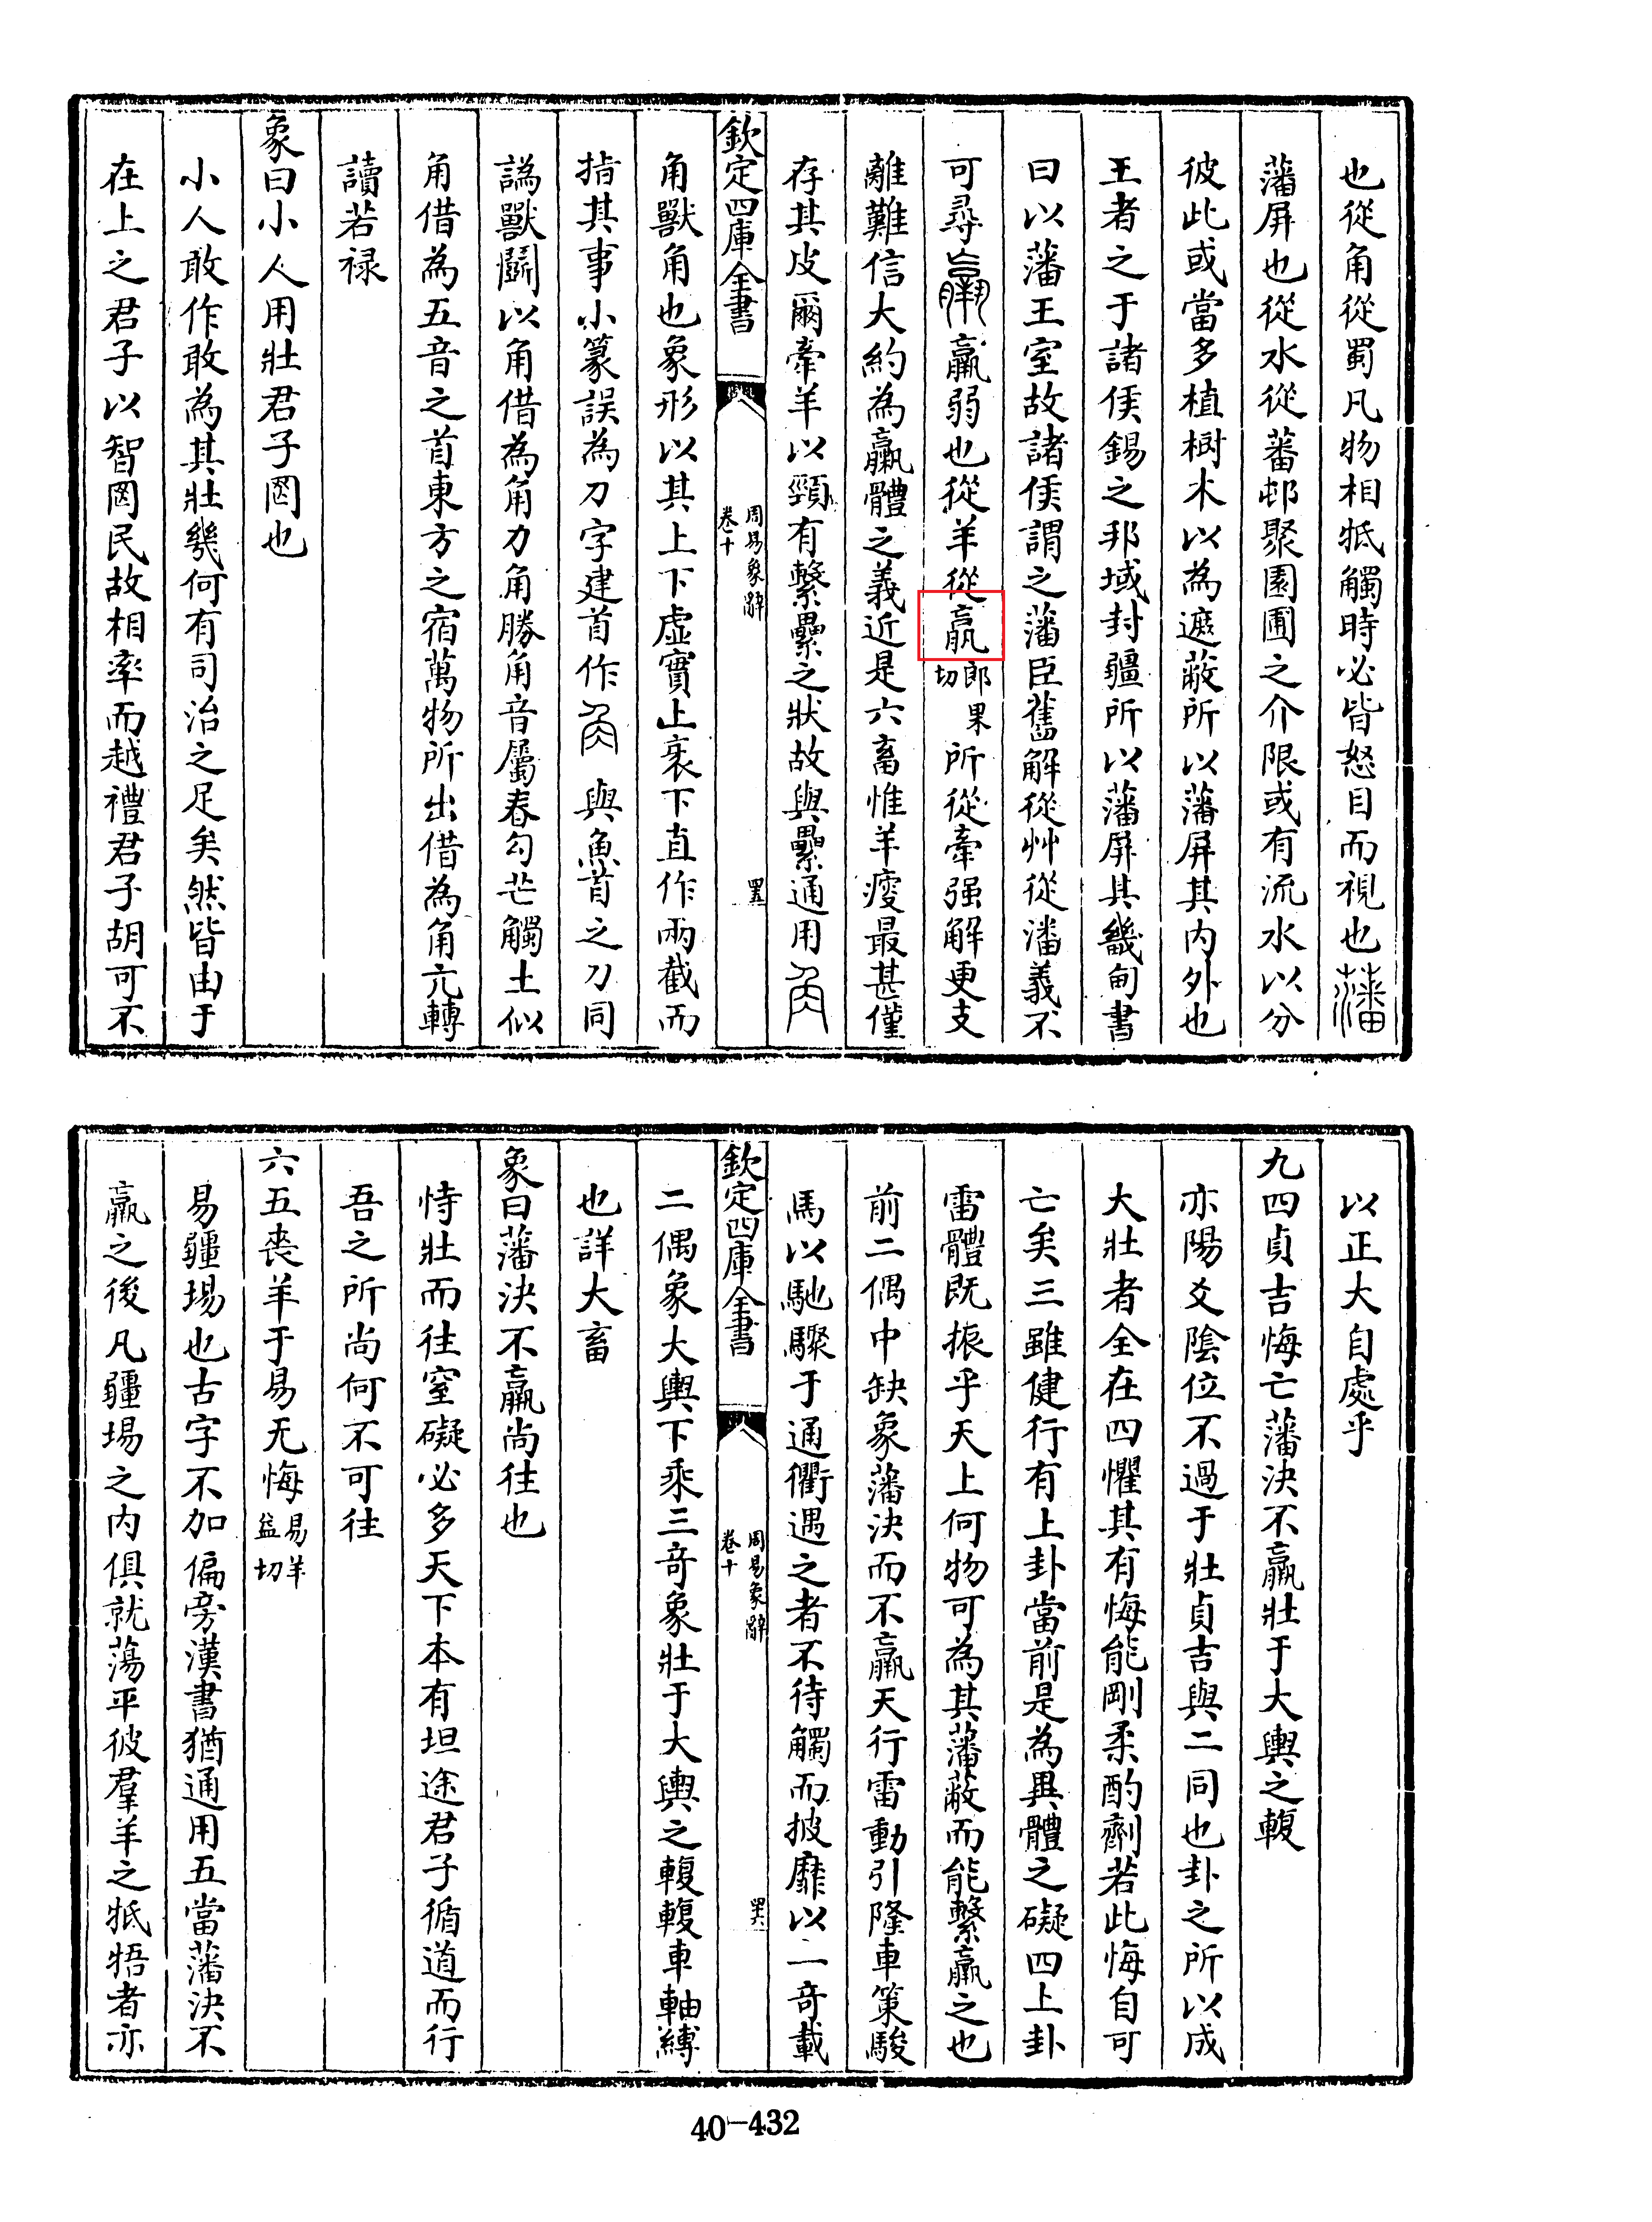 也從角從蜀凡物相牴觸時必皆怒目而視也藩
藩屏也從水從蕃邨聚園圃之介限或有流水以分
彼此或當多植樹木以為遮蔽所以藩屏其内外也
王者之于諸侯錫之邦域封疆所以藩屏其畿甸書
曰以藩王室故諸侯謂之藩臣舊解從艸從潘義不
可尋羸羸弱也從羊從𣎆郎果切所從牽强解更支
離難信大約為羸體之義近是六畜惟羊瘦最甚僅
存其皮爾牽羊以頸有繫纍之狀故與纍通用角
欽定四庫全書
周易象辭
卷十
罣
角獸角也象形以其上下虛實上衺下直作兩截而
指其事小篆誤為刀字建首作角與魚首之刀同
譌獸鬭以角借為角力角勝角音屬春勾芒觸土似
角借為五音之首東方之宿萬物所出借為角亢轉
讀若禄
象曰小人用壯君子罔也
小人敢作敢為其壯幾何有司治之足矣然皆由于
在上之君子以智罔民故相率而越禮君子胡可不
以正大自處乎
九四貞吉悔亡藩決不羸壯于大輿之輹
亦陽爻陰位不過于壯貞吉與二同也卦之所以成
大壯者全在四懼其有悔能剛柔酌劑若此悔自可
亡矣三雖健行有上卦當前是為異體之礙四上卦
雷體既振乎天上何物可為其藩蔽而能繫羸之也
前二偶中缺象藩決而不羸天行雷動引隆車策駿
馬以馳驟于通衢遇之者不待觸而披靡以一奇載
欽定四庫全書
周易象辭
卷十
二偶象大輿下乘三奇象壯于大輿之輹輹車軸縛
也詳大畜
象曰藩決不羸尚往也
恃壯而往窒礙必多天下本有坦途君子循道而行
吾之所尚何不可往
六五喪羊于易无悔易羊益切
易疆埸也古字不加偏旁漢書猶通用五當藩決不
羸之後凡疆埸之内俱就蕩平彼羣羊之牴牾者亦
40-432